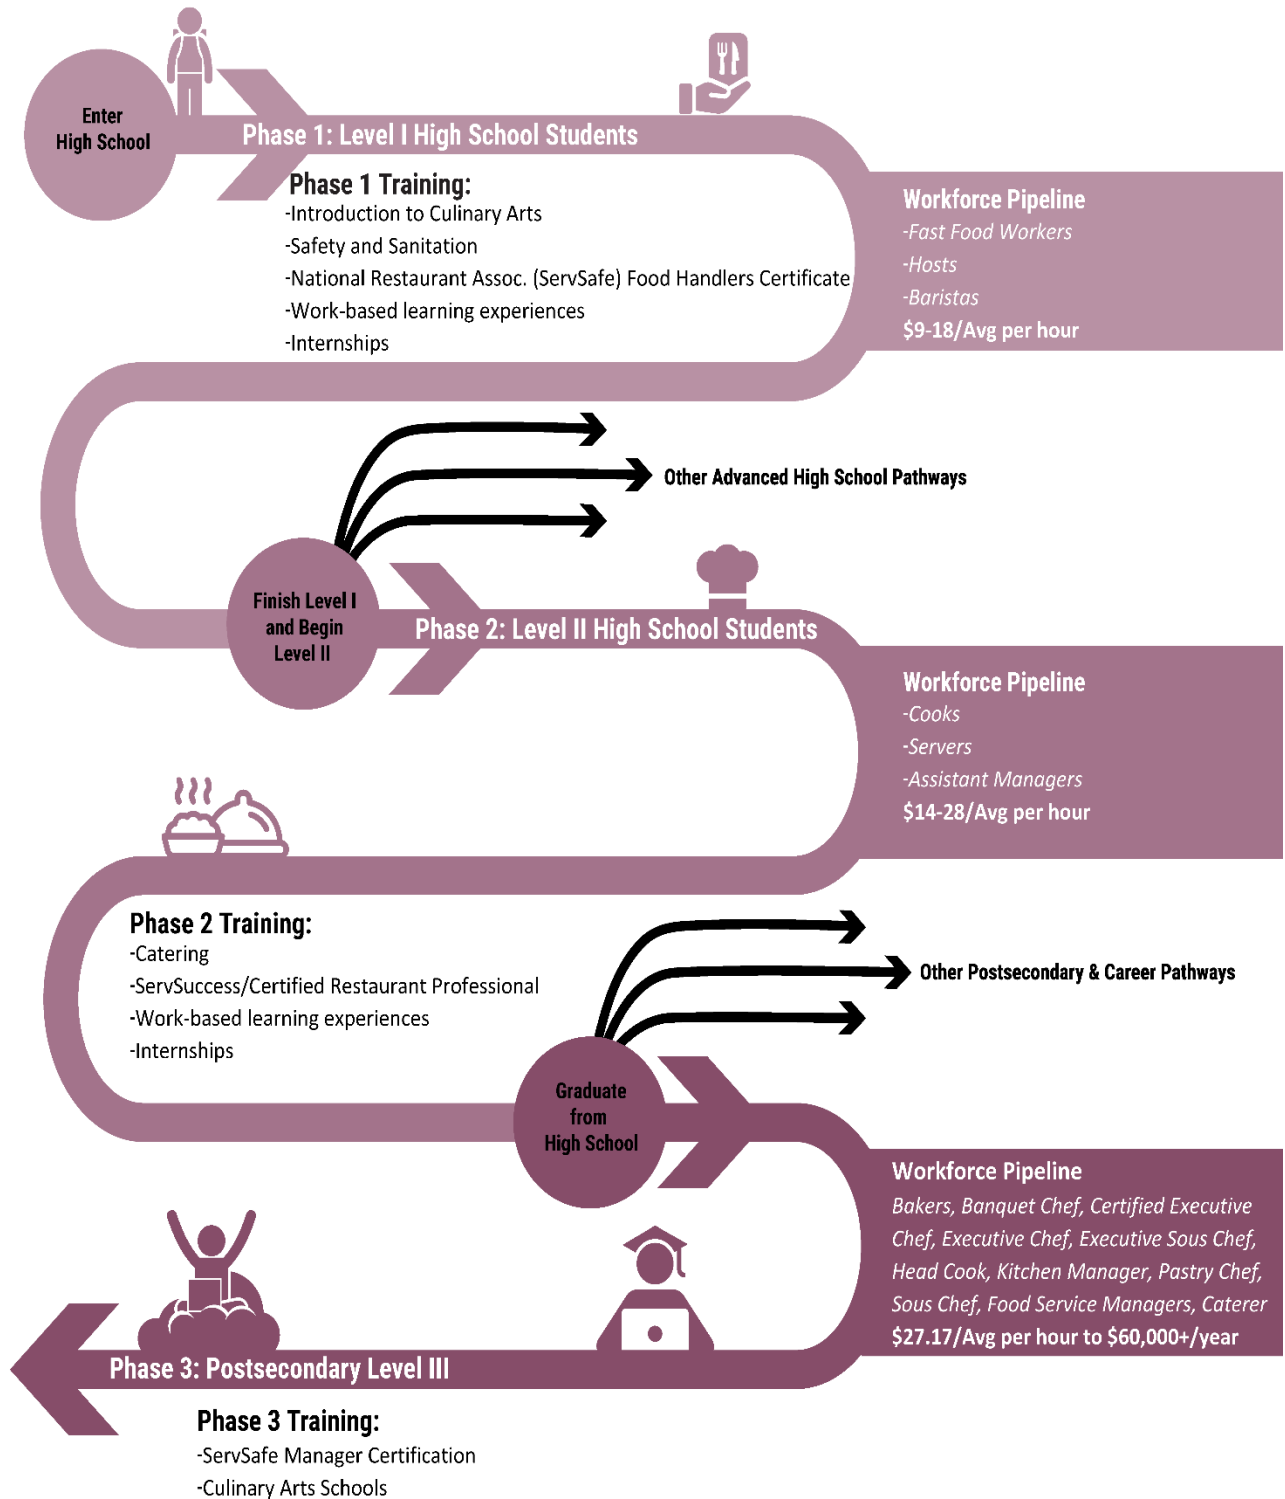 Enter
High School
Phase 1: Level I High School Students
Phase 1 Training:
-Introduction to Culinary Arts
-Safety and Sanitation
-National Restaurant Assoc. (ServSafe) Food Handlers Certificate
-Work-based learning experiences
-Internships
Workforce Pipeline
-Fast Food Workers
-Hosts
-Baristas
$9-18/Avg per hour
Other Advanced High School Pathways
Finish Level I
and Begin
Level II
Phase 2: Level II High School Students
Workforce Pipeline
-Cooks
-Servers
-Assistant Managers
$14-28/Avg per hour
Phase 2 Training:
-Catering
-ServSuccess/Certified Restaurant Professional
-Work-based learning experiences
-Internships
Other Postsecondary & Career Pathways
Graduate
from
High School
Workforce Pipeline
Bakers, Banquet Chef, Certified Executive
Chef, Executive Chef, Executive Sous Chef,
Head Cook, Kitchen Manager, Pastry Chef,
Sous Chef, Food Service Managers, Caterer
$27.17/Avg per hour to $60,000+/year
Phase 3: Postsecondary Level III
Phase 3 Training:
-ServSafe Manager Certification
-Culinary Arts Schools